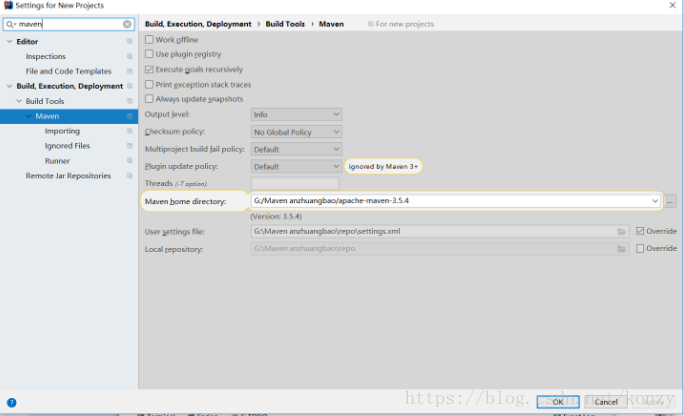 Settings for New Projects
maven
Editor
Inspections
File and Code Templates
Build, Execution, Deployment
Build Tools
Maven
Importing
Ignored Files
Runner
Remote Jar Repositories
Build, Execution, Deployment › Build Tools › Maven For new projects
Work offline
Use plugin registry
Execute goals recursively
Print exception stack traces
Always update snapshots
Output level: Info
Checksum policy: No Global Policy
Multiproject build fail policy: Default
Plugin update policy: Default ignored by Maven 3+
Threads (-T option)
Maven home directory: G:/Maven anzhuangbao/apache-maven-3.5.4
(Version: 3.5.4)
User settings file: G:\Maven anzhuangbao\repo\settings.xml Override
Local repository: G:\Maven anzhuangbao\repo Override
OK Cancel Apply